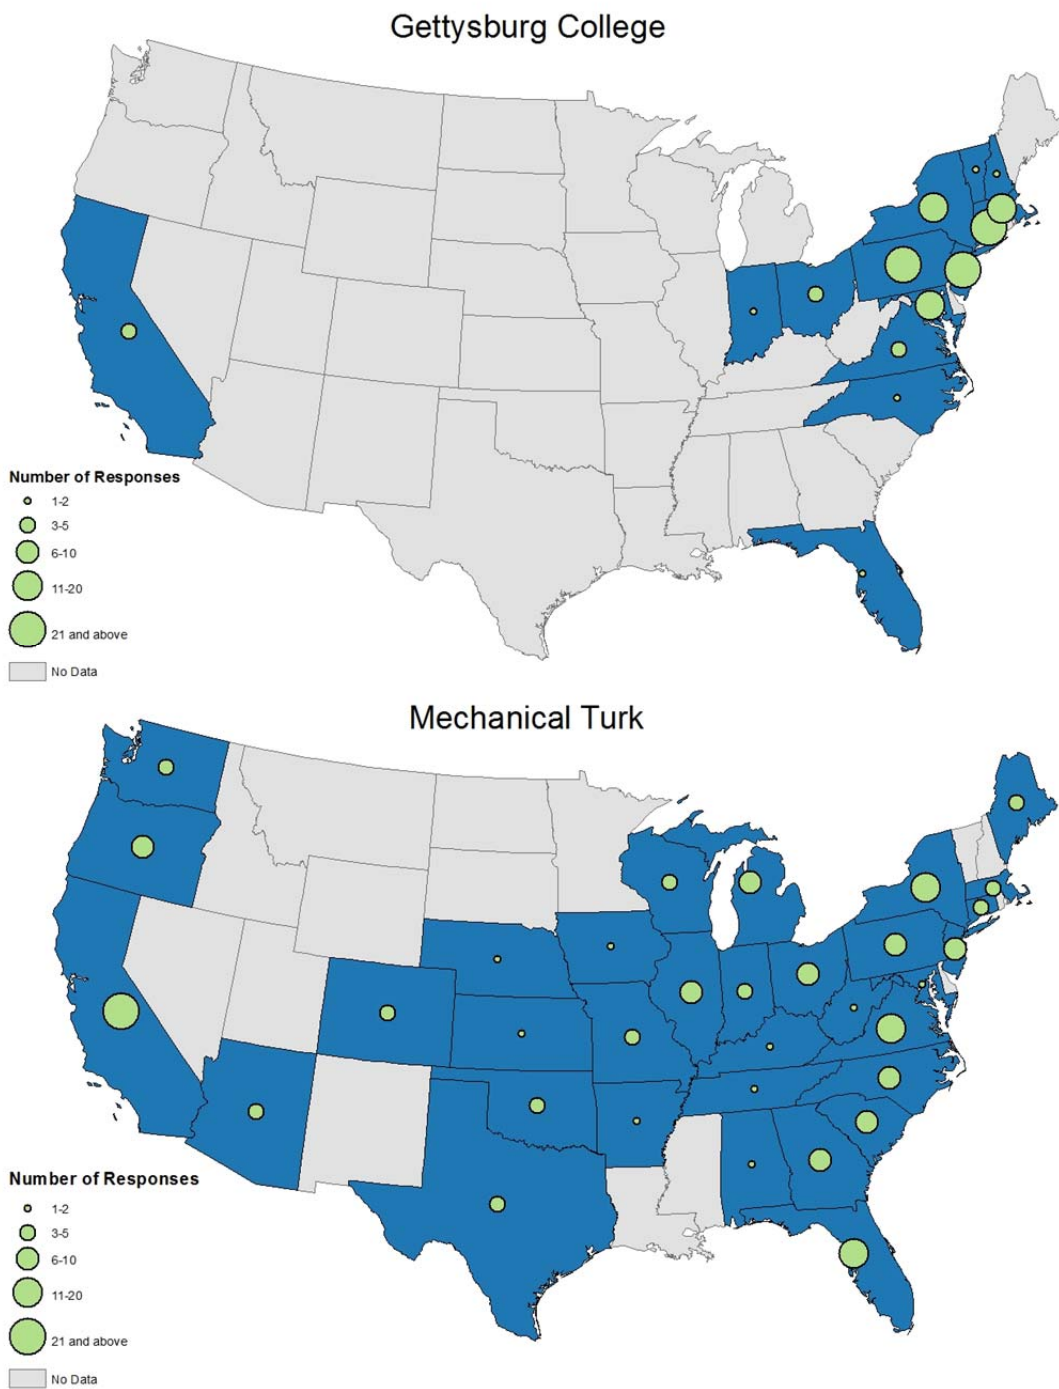 Gettysburg College
Number of Responses
1-2
3-5
6-10
11-20
21 and above
No Data
Mechanical Turk
Number of Responses
1-2
3-5
6-10
11-20
21 and above
No Data